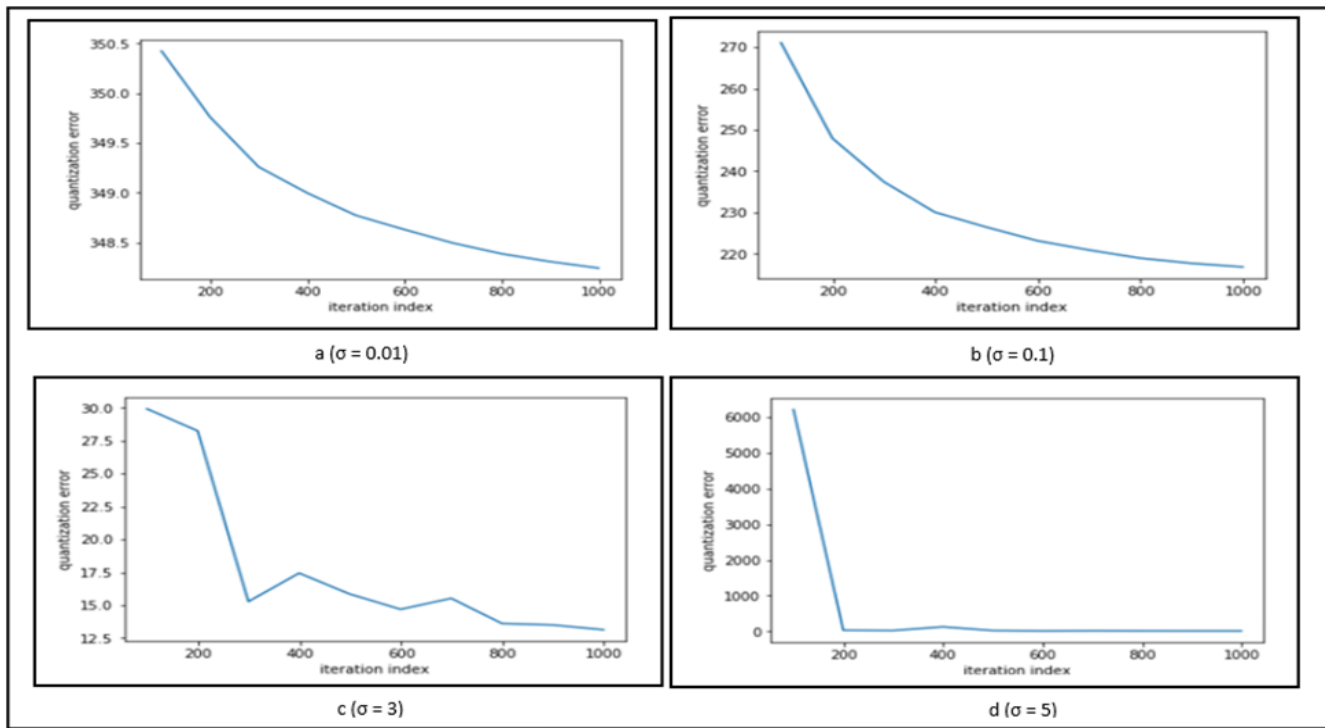 350.5
350.0
349.5
349.0
348.5
quantization error
200 400 600 800 1000
iteration index
a (σ = 0.01)
270
260
250
240
230
220
quantization error
200 400 600 800 1000
iteration index
b (σ = 0.1)
30.0
27.5
25.0
22.5
20.0
17.5
15.0
12.5
quantization error
200 400 600 800 1000
iteration index
c (σ = 3)
6000
5000
4000
3000
2000
1000
0
quantization error
200 400 600 800 1000
iteration index
d (σ = 5)